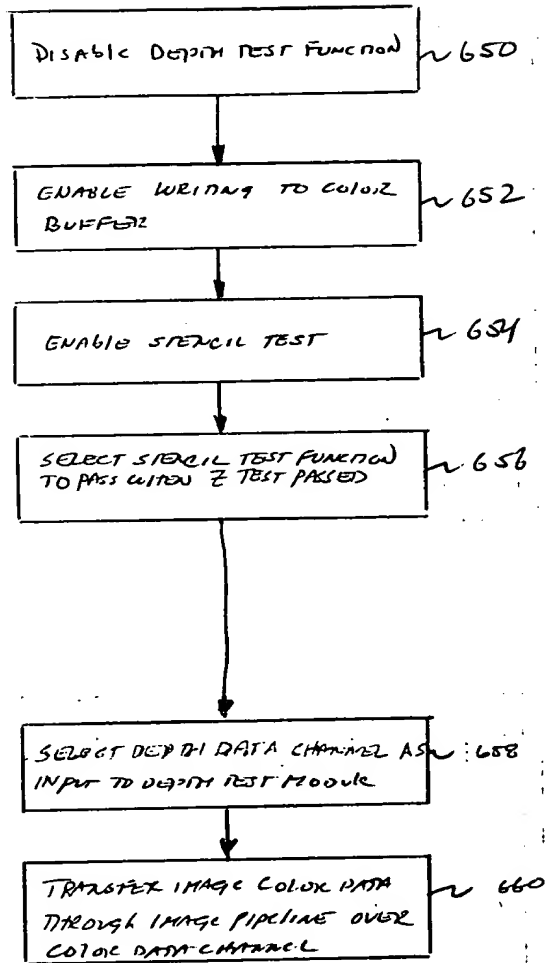 DISABLE DEPTH TEST FUNCTION 650
ENABLE WRITING TO COLOR 652
BUFFER
ENABLE STENCIL TEST 654
SELECT STENCIL TEST FUNCTION 656
TO PASS WHEN Z TEST PASSED
SELECT DEPTH DATA CHANNEL AS 658
INPUT TO DEPTH TEST MODULE
TRANSFER IMAGE COLOR DATA 660
THROUGH IMAGE PIPELINE OVER
COLOR DATA CHANNEL